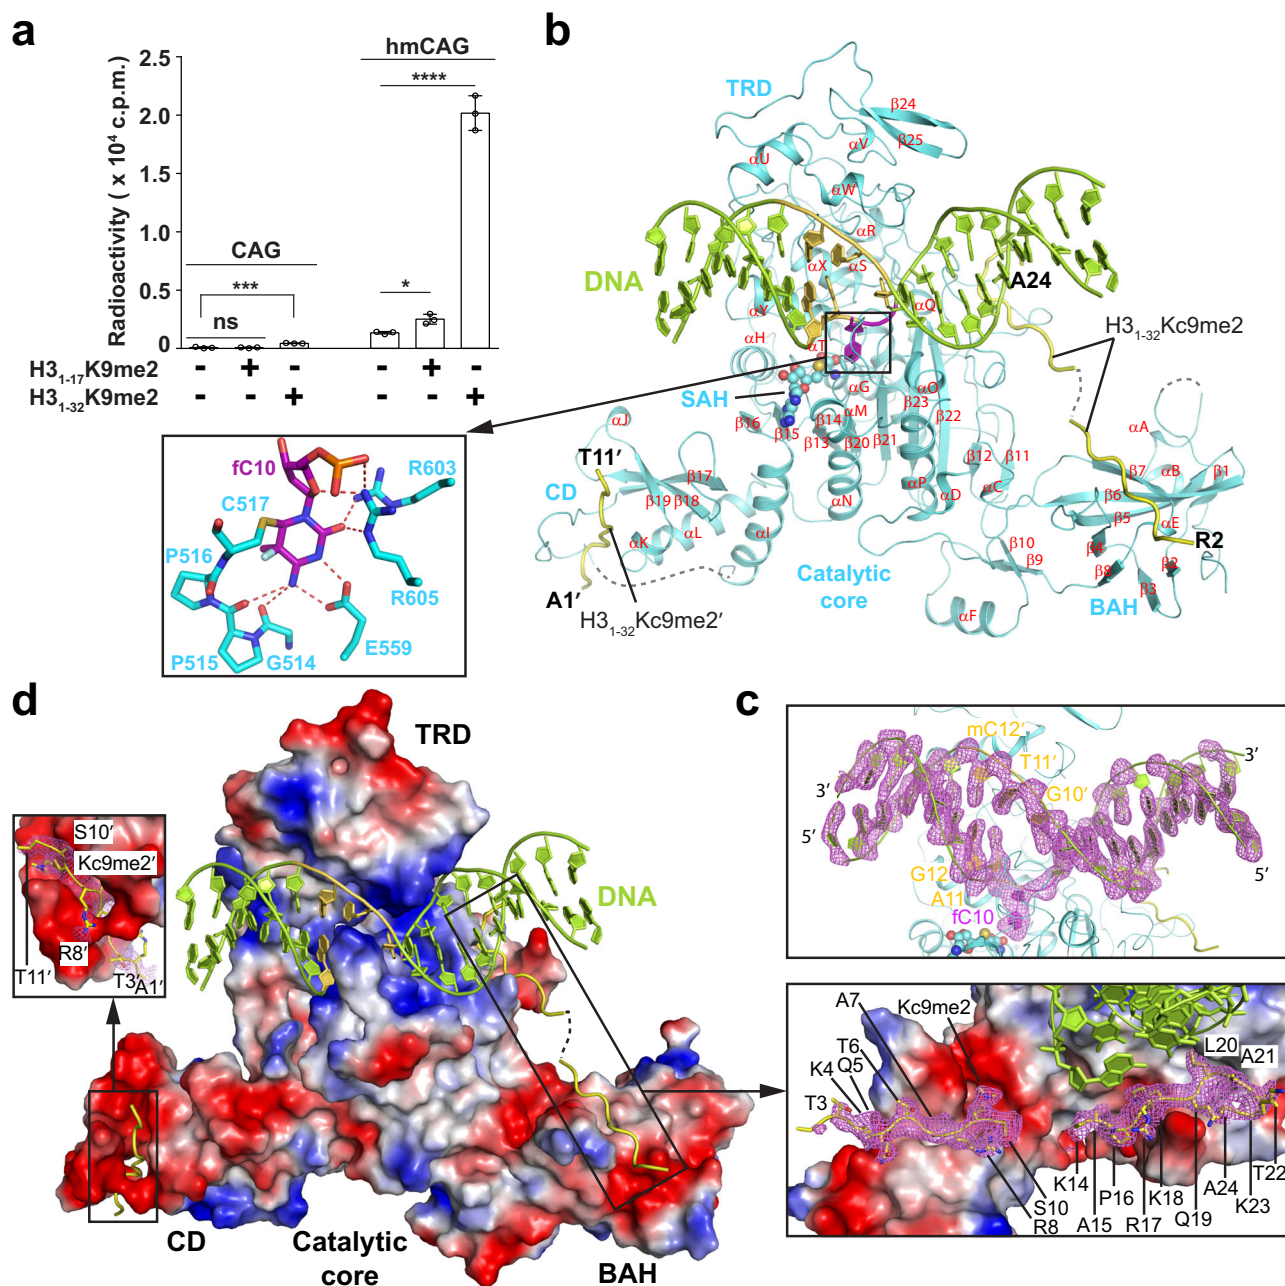 a
Radioactivity ( x 10⁴ c.p.m.)
2.5
2.0
1.5
1.0
0.5
0
hmCAG
****
CAG
***
ns
*
H3₁₋₁₇K9me2 - + - - + -
H3₁₋₃₂K9me2 - - + - - +
fC10
R603
C517
P516
R605
P515
G514
E559
b
TRD
β24
β25
αV
αU
αW
αR
αX
αS
DNA
A24
αQ
αY
αH
αT
H3₁₋₃₂Kc9me2
SAH
αG
αO
αM
β23
β22
β16
β15
β14
β13
β20
β21
αJ
T11′
CD
β17
β19
β18
αK
αL
αI
αN
αP
αD
β12
β11
αC
αA
β7
αB
β1
β6
β5
αE
R2
β4
β8
β2
β3
β10
β9
αF
BAH
Catalytic
core
A1′
H3₁₋₃₂Kc9me2′
d
TRD
DNA
S10′
Kc9me2′
R8′
T11′
T3′
A1′
CD
Catalytic
core
BAH
c
mC12′
T11′
G10′
3′
5′
3′
5′
G12
A11
fC10
A7
Kc9me2
T6
Q5
K4
T3
L20
A21
K14
A15
P16
R17
K18
Q19
A24
K23
T22
S10
R8